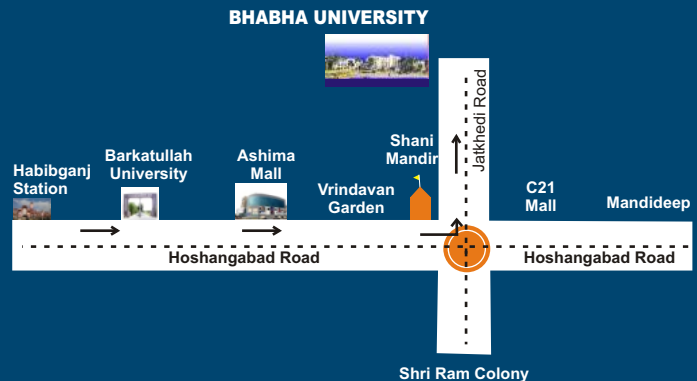 BHABHA UNIVERSITY
Jatkhedi Road
Shani
Mandir
Habibganj
Station
Barkatullah
University
Ashima
Mall
Vrindavan
Garden
C21
Mall
Mandideep
Hoshangabad Road
Hoshangabad Road
Shri Ram Colony